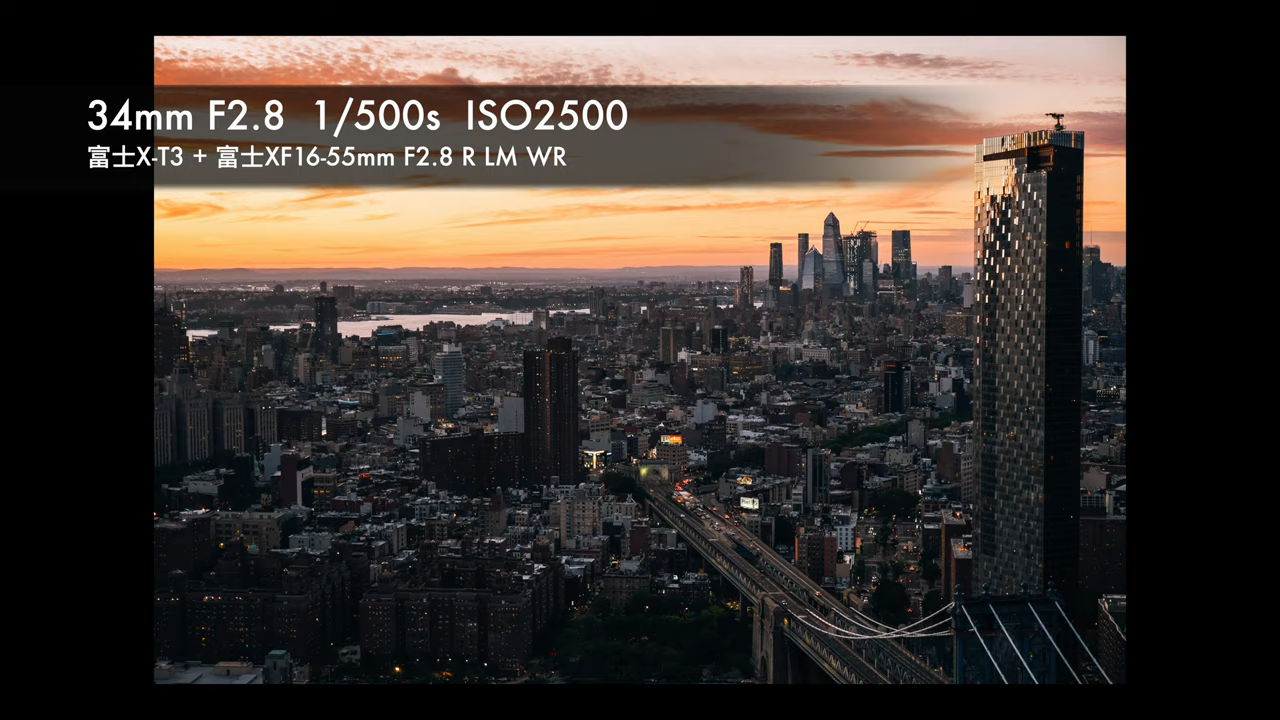 34mm F2.8 1/500s ISO2500
富士X-T3 + 富士XF16-55mm F2.8 R LM WR